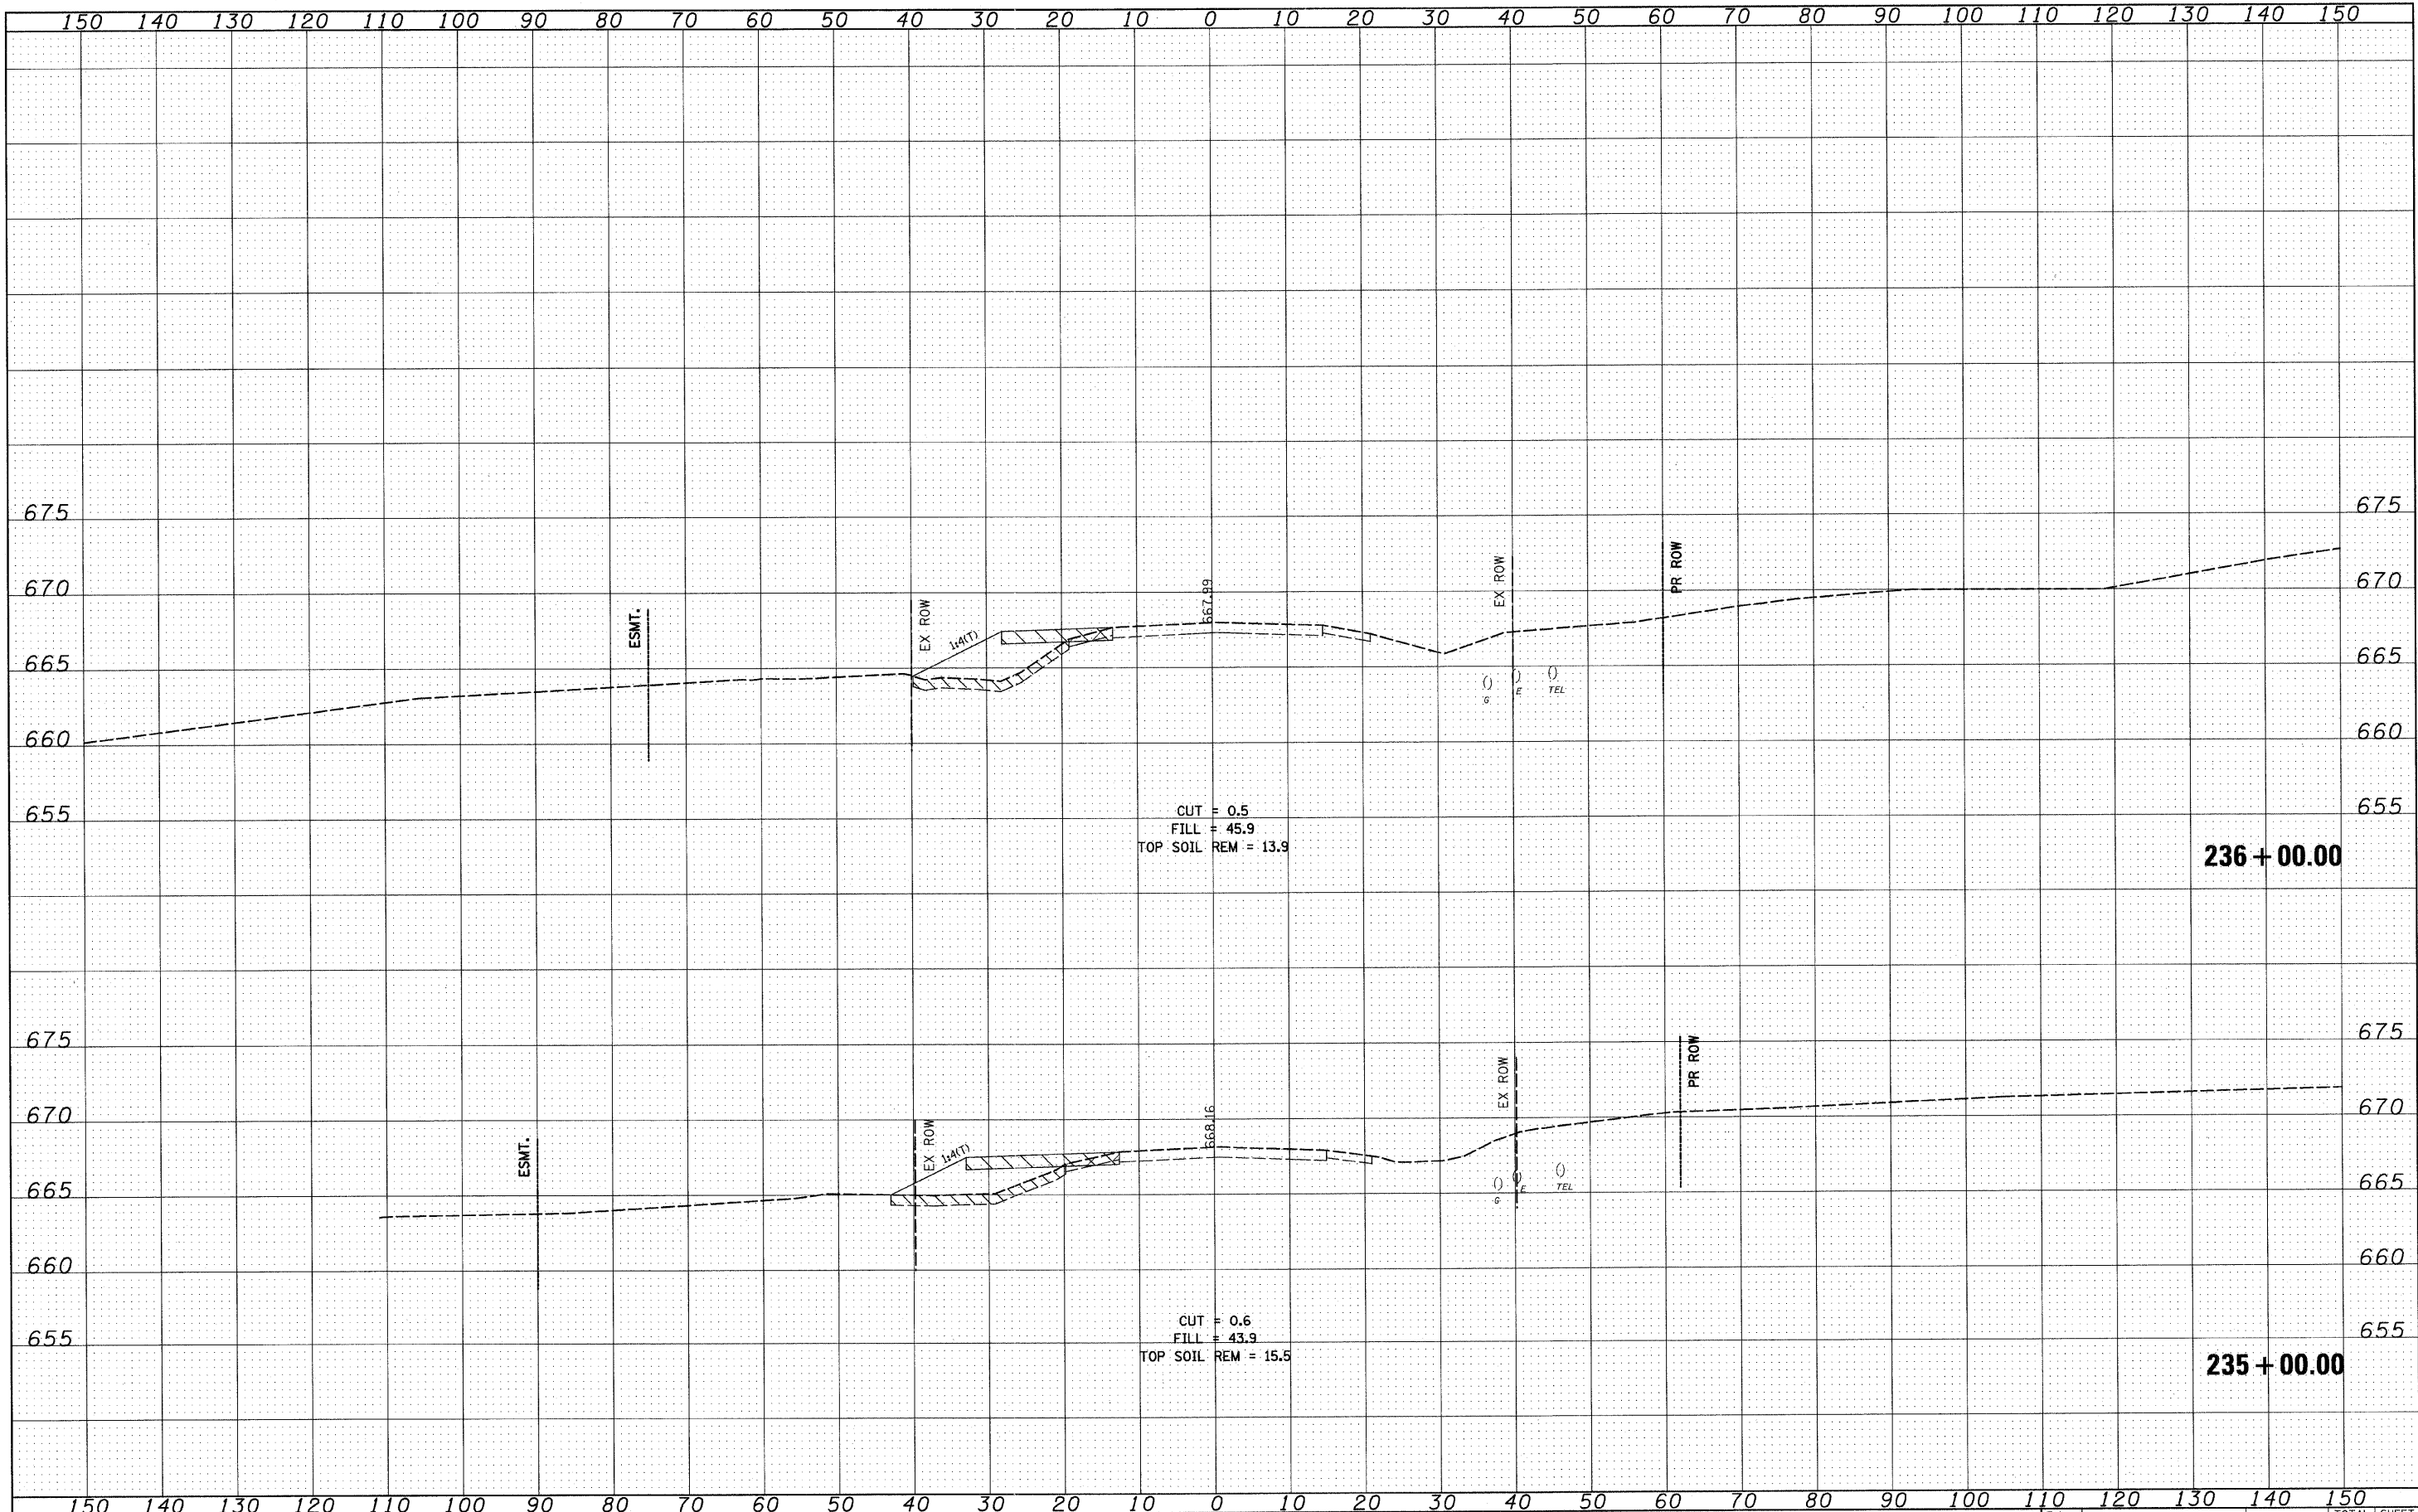 150 140 130 120 110 100 90 80 70 60 50 40 30 20 10 0 10 20 30 40 50 60 70 80 90 100 110 120 130 140 150
675 675
EX ROW PR ROW
670 667.99 670
ESMT. EX ROW 1:4(T)
665 665
G E TEL
660 660
655 655
CUT = 0.5
FILL = 45.9
TOP SOIL REM = 13.9
236+00.00
675 675
EX ROW PR ROW
670 668.16 670
ESMT. EX ROW 1:4(T)
665 665
G E TEL
660 660
655 655
CUT = 0.6
FILL = 43.9
TOP SOIL REM = 15.5
235+00.00
150 140 130 120 110 100 90 80 70 60 50 40 30 20 10 0 10 20 30 40 50 60 70 80 90 100 110 120 130 140 150
TOTAL SHEET